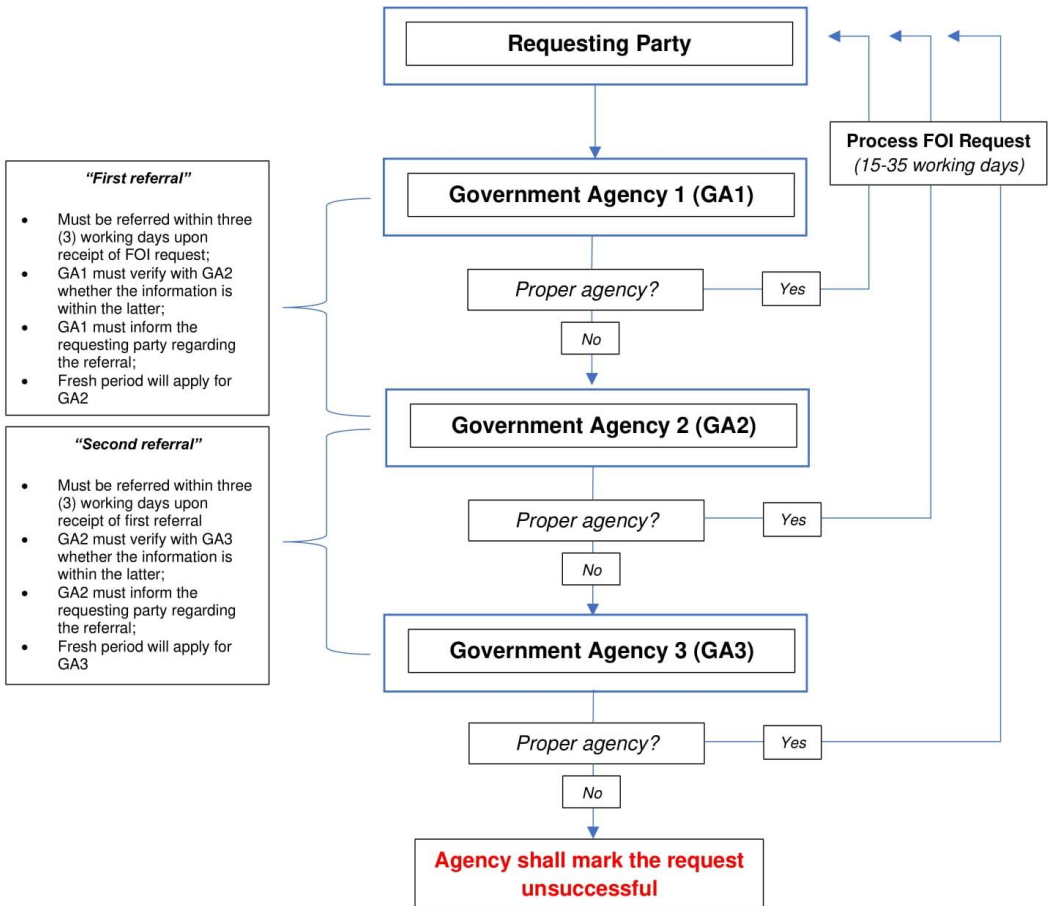 Requesting Party
Process FOI Request
(15-35 working days)
Government Agency 1 (GA1)
“First referral”
• Must be referred within three
(3) working days upon
receipt of FOI request;
• GA1 must verify with GA2
whether the information is
within the latter;
• GA1 must inform the
requesting party regarding
the referral;
• Fresh period will apply for
GA2
Proper agency?
Yes
No
Government Agency 2 (GA2)
“Second referral”
• Must be referred within three
(3) working days upon
receipt of first referral
• GA2 must verify with GA3
whether the information is
within the latter;
• GA2 must inform the
requesting party regarding
the referral;
• Fresh period will apply for
GA3
Proper agency?
Yes
No
Government Agency 3 (GA3)
Proper agency?
Yes
No
Agency shall mark the request
unsuccessful